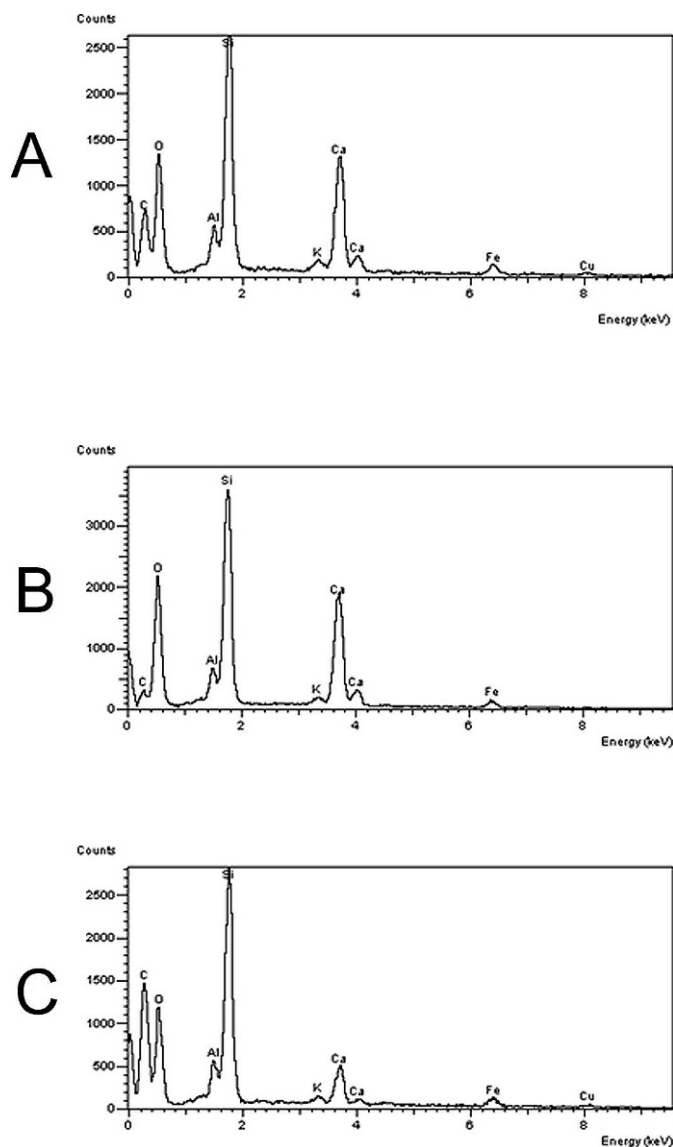 Counts
2500
2000
1500
1000
500
0
Si
O
C
Al
K
Ca
Ca
Fe
Cu
0 2 4 6 8
Energy (keV)
A
Counts
3000
2000
1000
0
Si
O
C
Al
K
Ca
Ca
Fe
0 2 4 6 8
Energy (keV)
B
Counts
2500
2000
1500
1000
500
0
Si
C
O
Al
K
Ca
Ca
Fe
Cu
0 2 4 6 8
Energy (keV)
C